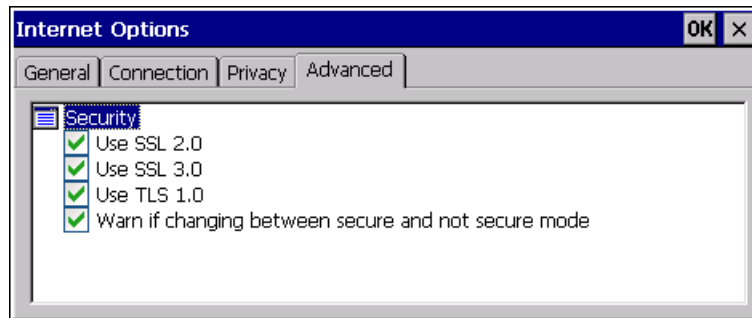 Internet Options OK ×
General Connection Privacy Advanced
Security
Use SSL 2.0
Use SSL 3.0
Use TLS 1.0
Warn if changing between secure and not secure mode